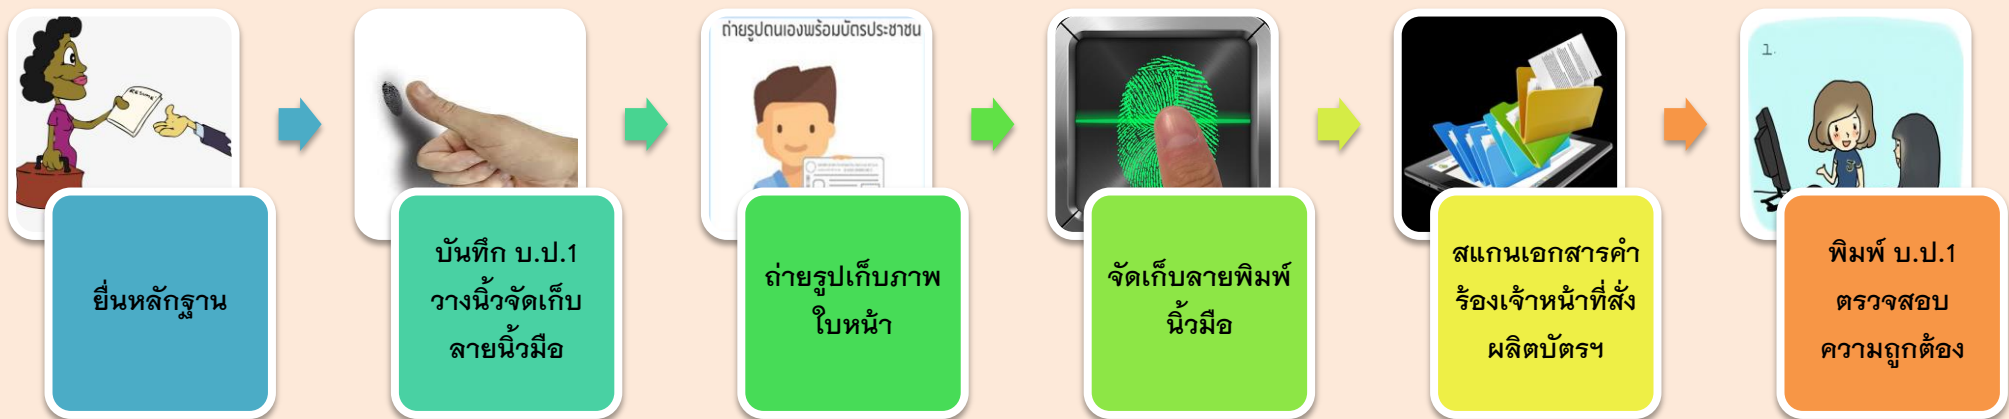 ถ่ายรูปตนเองพร้อมบัตรประชาชน
RESUME
1.
ยื่นหลักฐาน
บันทึก บ.ป.1
วางนิ้วจัดเก็บ
ลายนิ้วมือ
ถ่ายรูปเก็บภาพ
ใบหน้า
จัดเก็บลายพิมพ์
นิ้วมือ
สแกนเอกสารคำ
ร้องเจ้าหน้าที่สั่ง
ผลิตบัตรฯ
พิมพ์ บ.ป.1
ตรวจสอบ
ความถูกต้อง